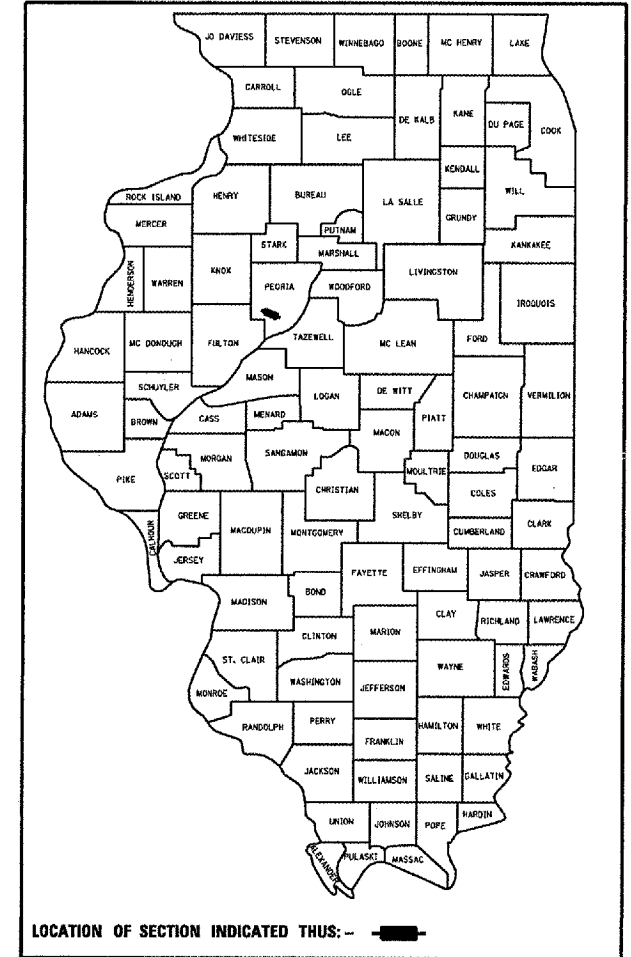 JO DAVIESS STEVENSON WINNEBAGO BOONE MC HENRY LAKE
CARROLL OGLE
DE KALB KANE DU PAGE COOK
WHITESIDE LEE
KENDALL WILL
ROCK ISLAND HENRY BUREAU LA SALLE
MERCER PUTNAM GRUNDY
STARK MARSHALL KANKAKEE
HENDERSON WARREN KNOX PEORIA WOODFORD LIVINGSTON
IROQUOIS
HANCOCK MC DONOUGH FULTON TAZEWELL MC LEAN FORD
SCHUYLER MASON
ADAMS BROWN CASS MENARD LOGAN DE WITT CHAMPAIGN VERMILION
MACON PIATT
PIKE SCOTT MORGAN SANGAMON MOULTRIE DOUGLAS EDGAR
CHRISTIAN COLES
GREENE SHELBY
CALHOUN JERSEY MACOUPIN MONTGOMERY CUMBERLAND CLARK
FAYETTE EFFINGHAM JASPER CRAWFORD
MADISON BOND
CLAY RICHLAND LAWRENCE
CLINTON MARION
ST. CLAIR WAYNE EDWARDS WABASH
MONROE WASHINGTON JEFFERSON
RANDOLPH PERRY HAMILTON WHITE
FRANKLIN
JACKSON WILLIAMSON SALINE GALLATIN
UNION JOHNSON POPE HARDIN
ALEXANDER PULASKI MASSAC
LOCATION OF SECTION INDICATED THUS: -